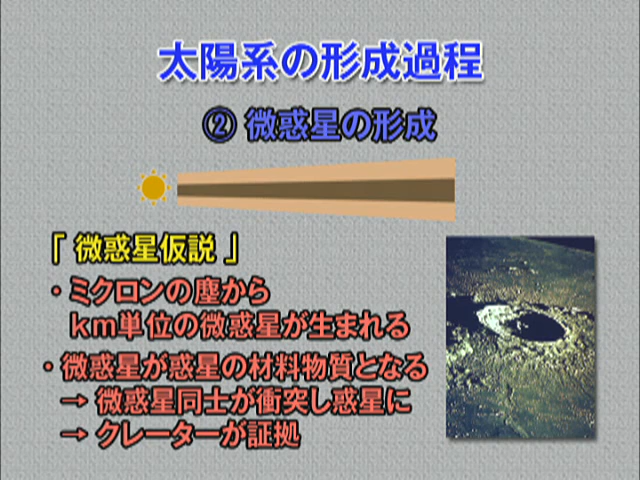 太陽系の形成過程
② 微惑星の形成
「 微惑星仮説 」
・ミクロンの塵から
km単位の微惑星が生まれる
・微惑星が惑星の材料物質となる
→ 微惑星同士が衝突し惑星に
→ クレーターが証拠